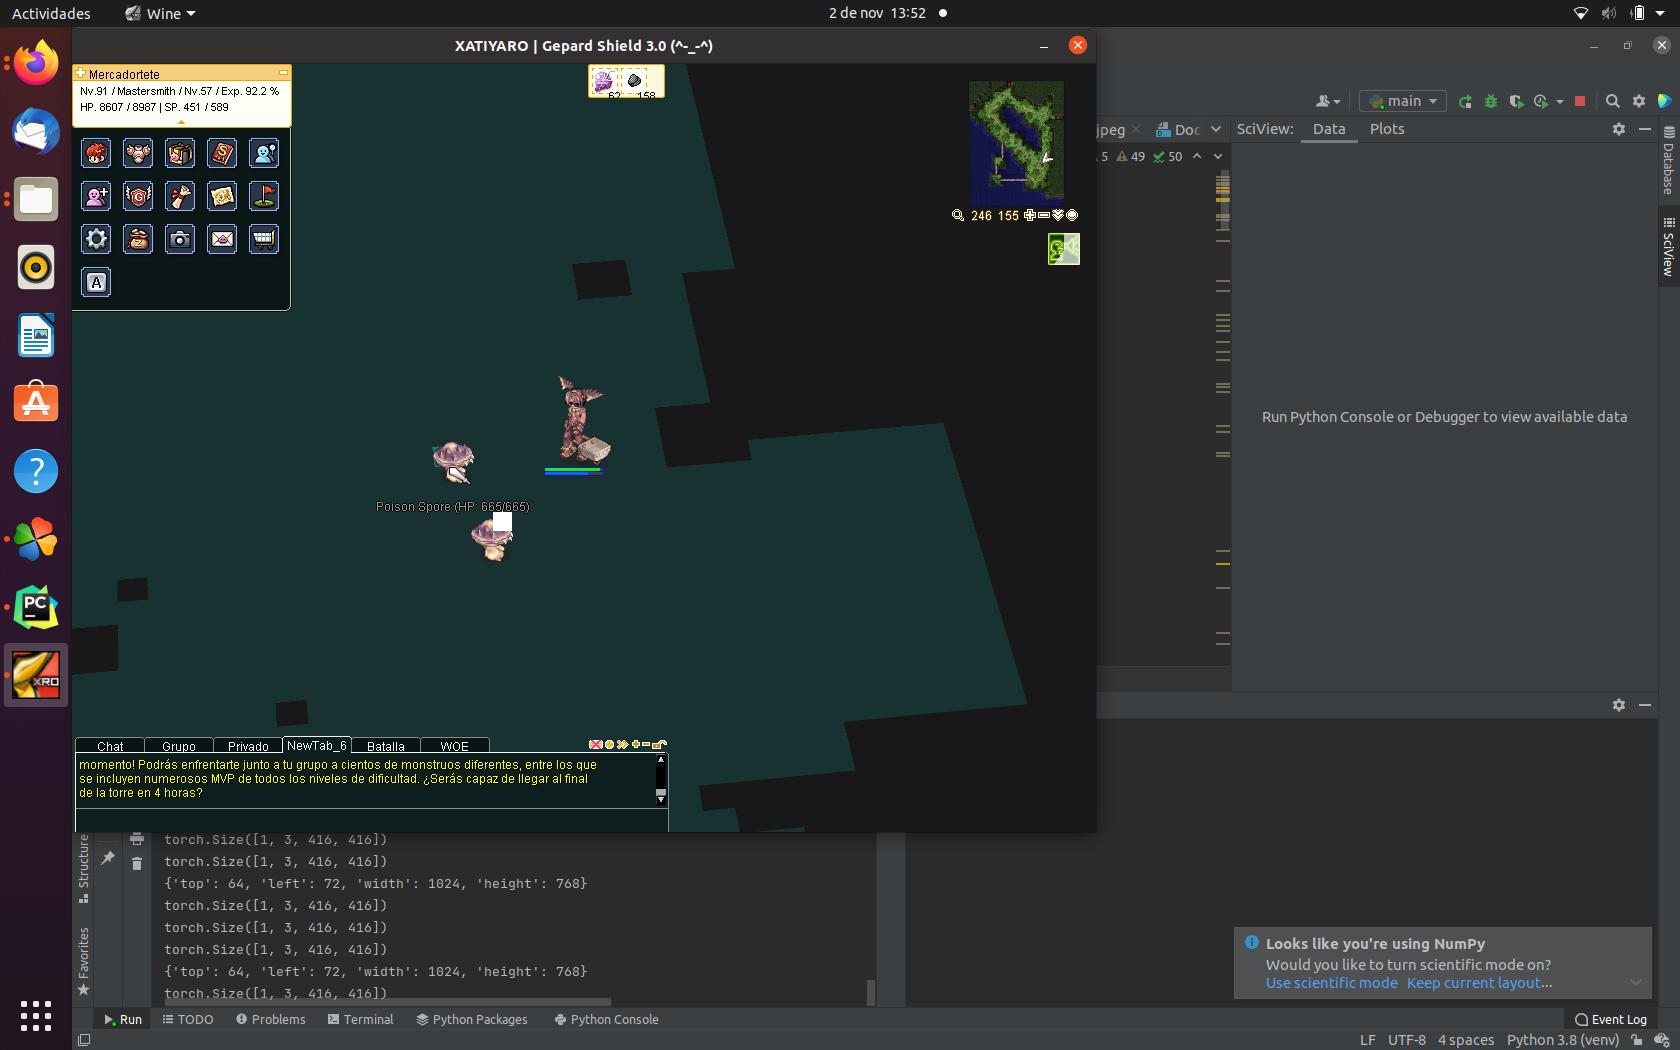 Actividades
Wine
2 de nov 13:52
XATIYARO | Gepard Shield 3.0 (^-_-^)
Mercadortete
Nv.91 / Mastersmith / Nv.57 / Exp. 92.2 %
HP. 8607 / 8987 | SP. 451 / 589
A
62
158
246 155
main
jpeg
Doc
SciView:
Data
Plots
5
49
50
Database
SciView
Run Python Console or Debugger to view available data
Poison Spore (HP: 665/665)
PC
XRO
Chat
Grupo
Privado
NewTab_6
Batalla
WOE
momento! Podrás enfrentarte junto a tu grupo a cientos de monstruos diferentes, entre los que
se incluyen numerosos MVP de todos los niveles de dificultad. ¿Serás capaz de llegar al final
de la torre en 4 horas?
Structure
Favorites
torch.Size([1, 3, 416, 416])
torch.Size([1, 3, 416, 416])
{'top': 64, 'left': 72, 'width': 1024, 'height': 768}
torch.Size([1, 3, 416, 416])
torch.Size([1, 3, 416, 416])
torch.Size([1, 3, 416, 416])
{'top': 64, 'left': 72, 'width': 1024, 'height': 768}
torch.Size([1, 3, 416, 416])
Looks like you're using NumPy
Would you like to turn scientific mode on?
Use scientific mode Keep current layout...
Run
TODO
Problems
Terminal
Python Packages
Python Console
Event Log
LF UTF-8 4 spaces Python 3.8 (venv)